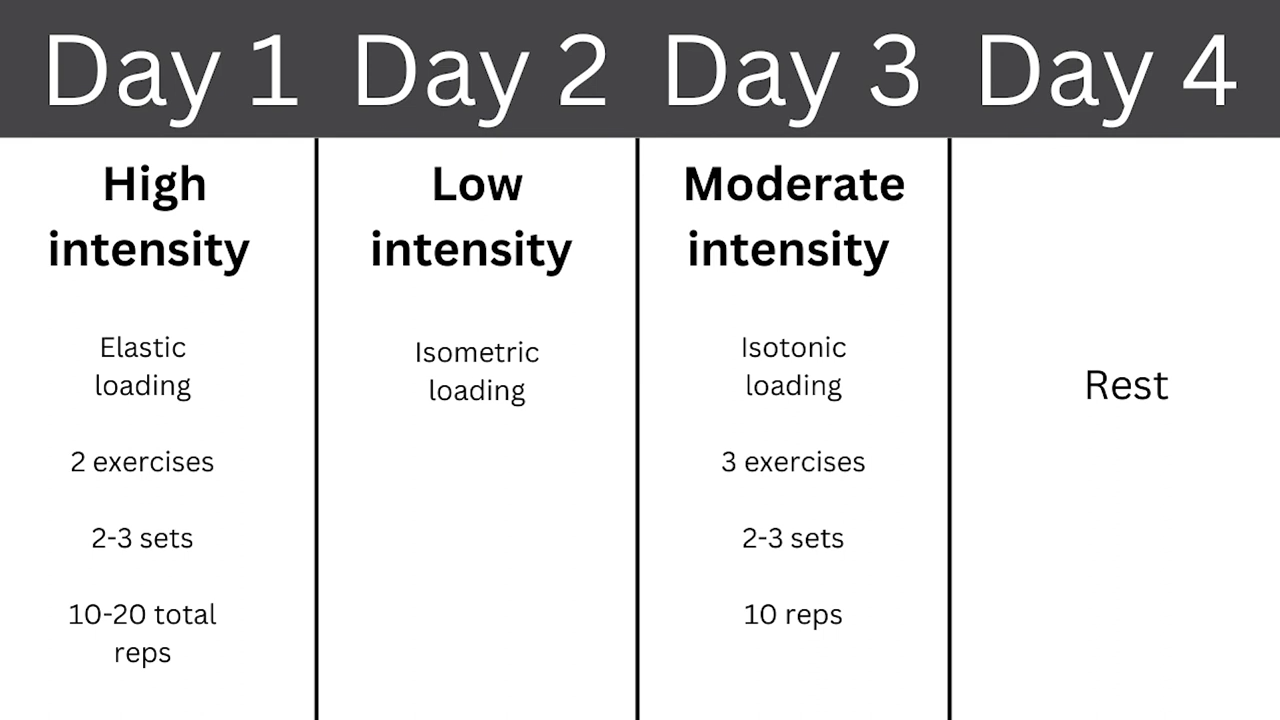 Day 1 Day 2 Day 3 Day 4
High
intensity
Elastic
loading
2 exercises
2-3 sets
10-20 total
reps
Low
intensity
Isometric
loading
Moderate
intensity
Isotonic
loading
3 exercises
2-3 sets
10 reps
Rest